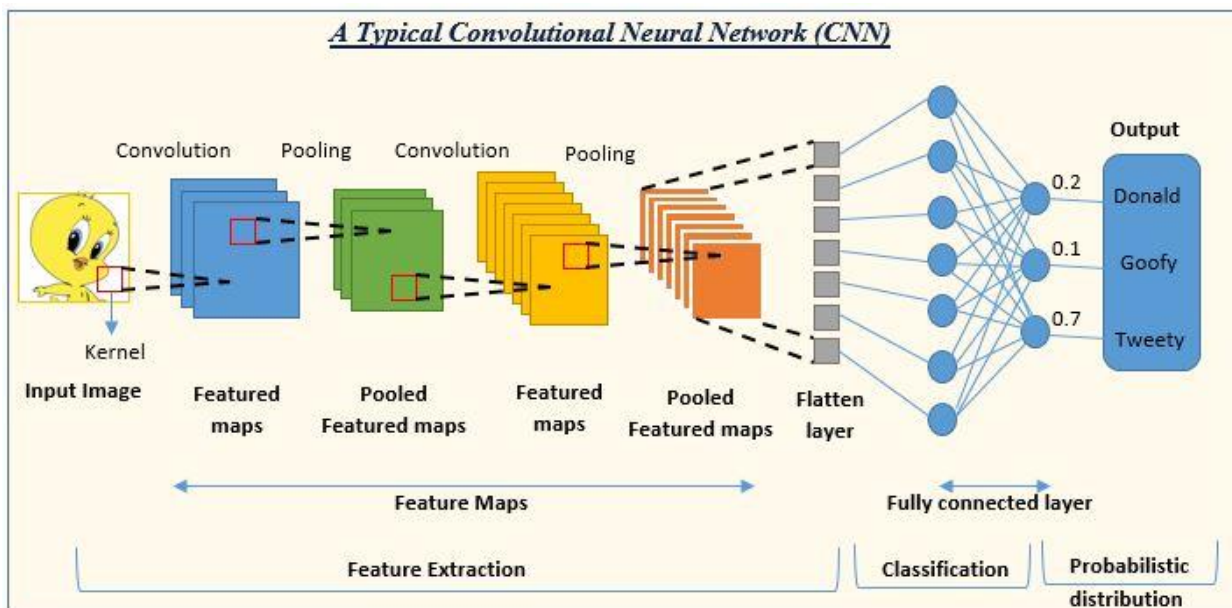 A Typical Convolutional Neural Network (CNN)
Convolution
Pooling
Convolution
Pooling
Kernel
Input Image
Featured
maps
Pooled
Featured maps
Featured
maps
Pooled
Featured maps
Flatten
layer
0.2
0.1
0.7
Output
Donald
Goofy
Tweety
Feature Maps
Fully connected layer
Feature Extraction
Classification
Probabilistic
distribution